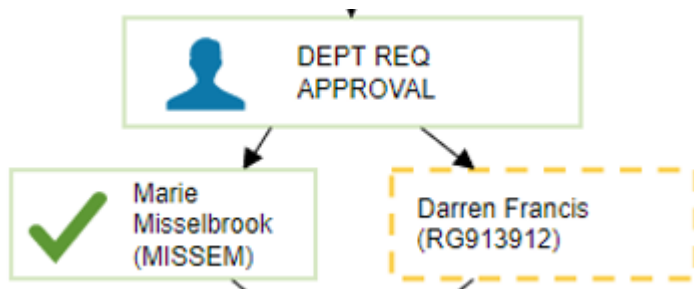 DEPT REQ
APPROVAL
Marie
Misselbrook
(MISSEM)
Darren Francis
(RG913912)